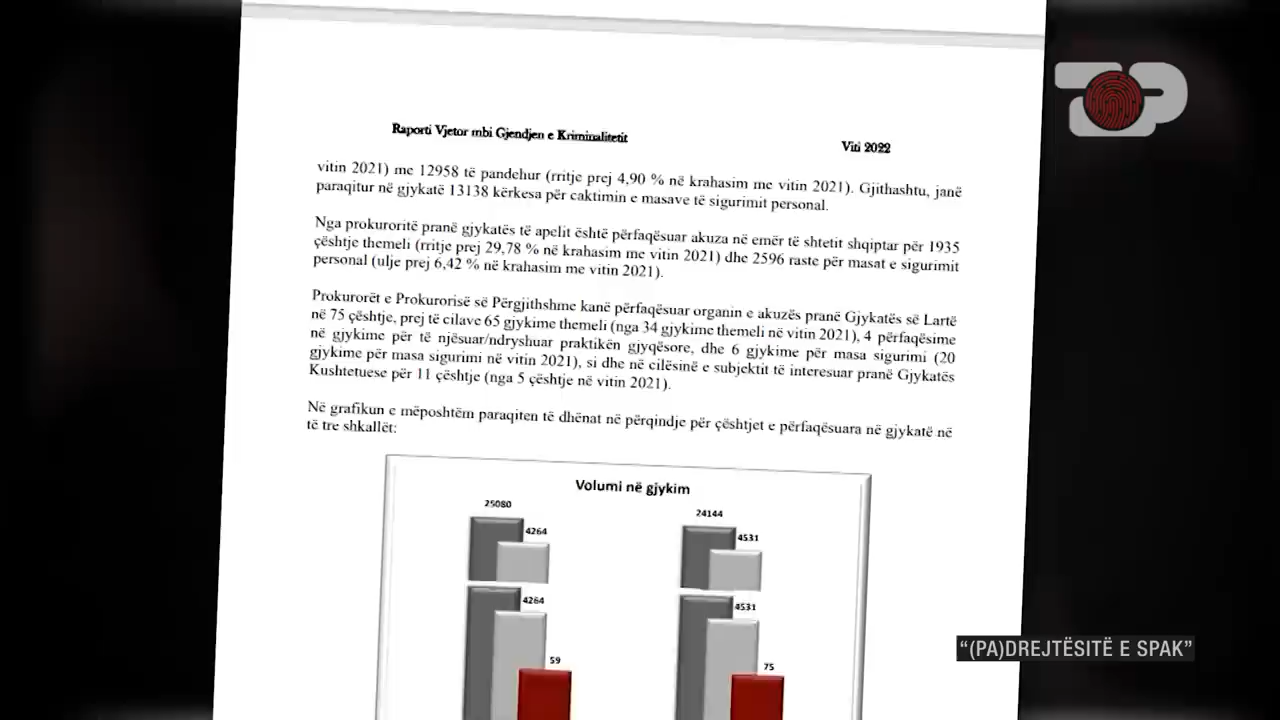 Raporti Vjetor mbi Gjendjen e Kriminalitetit
Viti 2022
vitin 2021) me 12958 të pandehur (rritje prej 4,90 % në krahasim me vitin 2021). Gjithashtu, janë
paraqitur në gjykatë 13138 kërkesa për caktimin e masave të sigurimit personal.
Nga prokuroritë pranë gjykatës të apelit është përfaqësuar akuza në emër të shtetit shqiptar për 1935
çështje themeli (rritje prej 29,78 % në krahasim me vitin 2021) dhe 2596 raste për masat e sigurimit
personal (ulje prej 6,42 % në krahasim me vitin 2021).
Prokurorët e Prokurorisë së Përgjithshme kanë përfaqësuar organin e akuzës pranë Gjykatës së Lartë
në 75 çështje, prej të cilave 65 gjykime themeli (nga 34 gjykime themeli në vitin 2021), 4 përfaqësime
në gjykime për të njësuar/ndryshuar praktikën gjyqësore, dhe 6 gjykime për masa sigurimi (20
gjykime për masa sigurimi në vitin 2021), si dhe në cilësinë e subjektit të interesuar pranë Gjykatës
Kushtetuese për 11 çështje (nga 5 çështje në vitin 2021).
Në grafikun e mëposhtëm paraqiten të dhënat në përqindje për çështjet e përfaqësuara në gjykatë në
të tre shkallët:
Volumi në gjykim
25080
24144
4264
4531
4264
4531
59
75
“(PA)DREJTËSITË E SPAK”